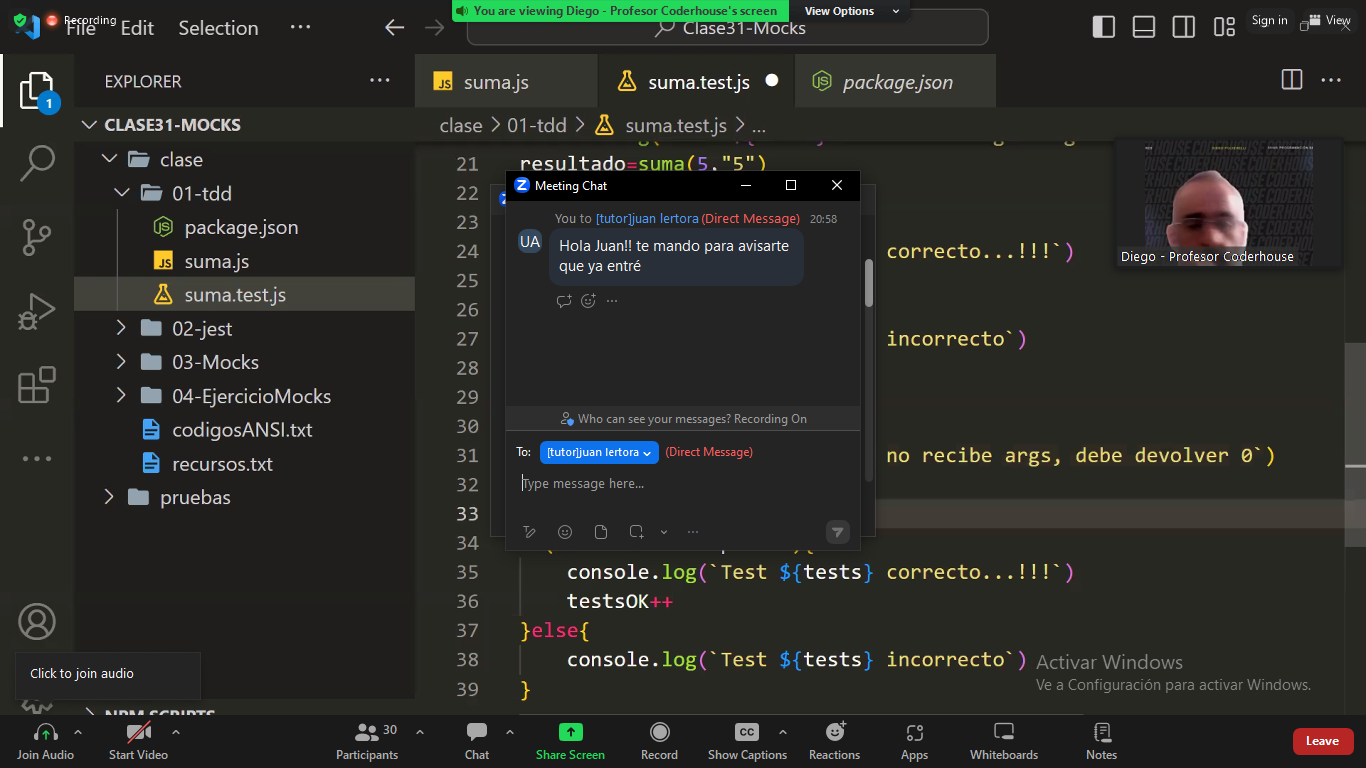 Recording
You are viewing Diego - Profesor Coderhouse's screen
View Options
File Edit Selection ...
Clase31-Mocks
Sign in
View
EXPLORER
suma.js
suma.test.js
package.json
1
CLASE31-MOCKS
clase > 01-tdd > suma.test.js > ...
clase
01-tdd
package.json
suma.js
suma.test.js
02-jest
03-Mocks
04-EjercicioMocks
codigosANSI.txt
recursos.txt
pruebas
NPM SCRIPTS
21 resultado=suma(5,"5")
22
23
24 correcto...!!!`)
25
26
27 incorrecto`)
28
29
30
31 no recibe args, debe devolver 0`)
32
33
34
35 console.log(`Test ${tests} correcto...!!!`)
36 testsOK++
37 }else{
38 console.log(`Test ${tests} incorrecto`)
39 }
Meeting Chat
You to [tutor]juan lertora (Direct Message) 20:58
UA
Hola Juan!! te mando para avisarte
que ya entré
Who can see your messages? Recording On
To: [tutor]juan lertora (Direct Message)
Type message here...
Diego - Profesor Coderhouse
Activar Windows
Ve a Configuración para activar Windows.
Click to join audio
Join Audio
Start Video
Participants 30
Chat
Share Screen
Record
CC
Show Captions
Reactions
Apps
Whiteboards
Notes
Leave